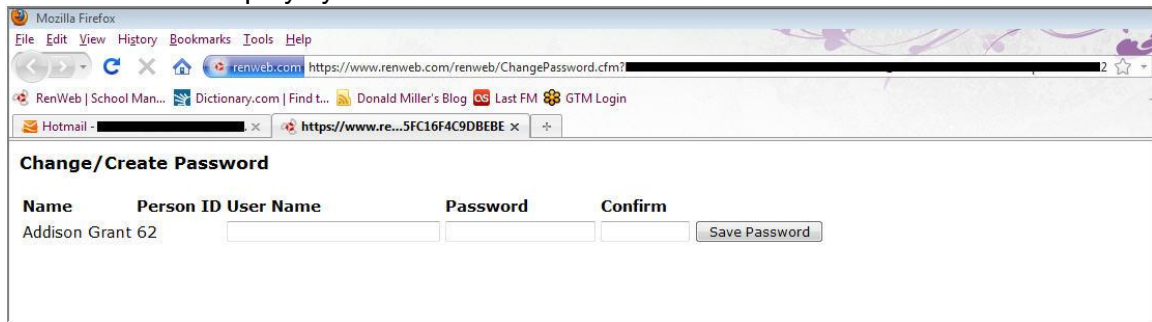 Mozilla Firefox
File Edit View History Bookmarks Tools Help
renweb.com https://www.renweb.com/renweb/ChangePassword.cfm? 2
RenWeb | School Man... Dictionary.com | Find t... Donald Miller's Blog Last FM GTM Login
Hotmail - https://www.re...5FC16F4C9DBEBE
Change/Create Password
Name Person ID User Name Password Confirm
Addison Grant 62 Save Password